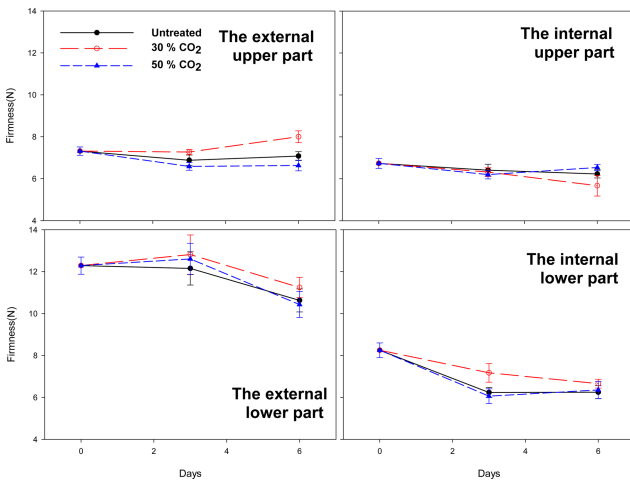 14
12
10
8
6
4
Firmness(N)
Untreated
30 % CO2
50 % CO2
The external
upper part
The internal
upper part
14
12
10
8
6
4
Firmness(N)
The external
lower part
The internal
lower part
0
2
4
6
0
2
4
6
Days
Days